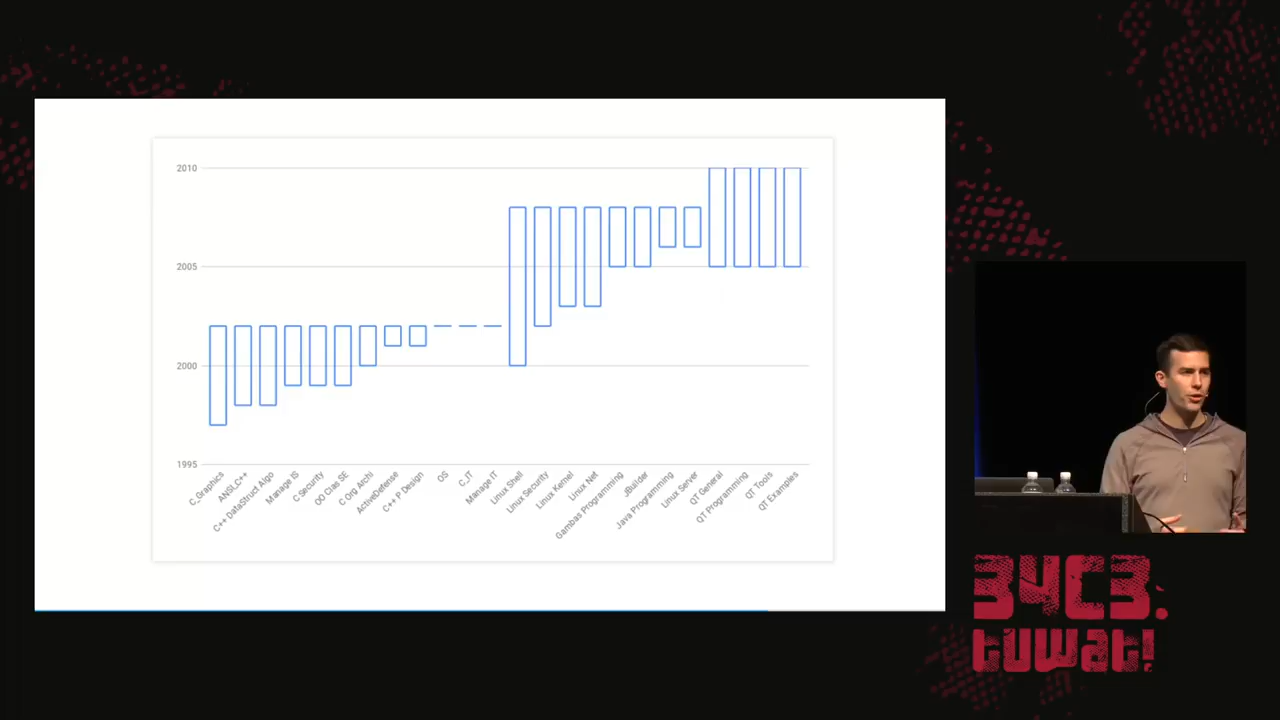 2010
2005
2000
1995
C_Graphics
ANSI_C++
C++ DataStruct Algo
Manage IS
C Security
OO Clas SE
C Org Archi
ActiveDefense
C++ P Design
OS
C_IT
Manage IT
Linux Shell
Linux Security
Linux Kernel
Linux Net
Gambas Programming
JBuilder
Java Programming
Linux Server
QT General
QT Programming
QT Tools
QT Examples
34C3.
tuwat!